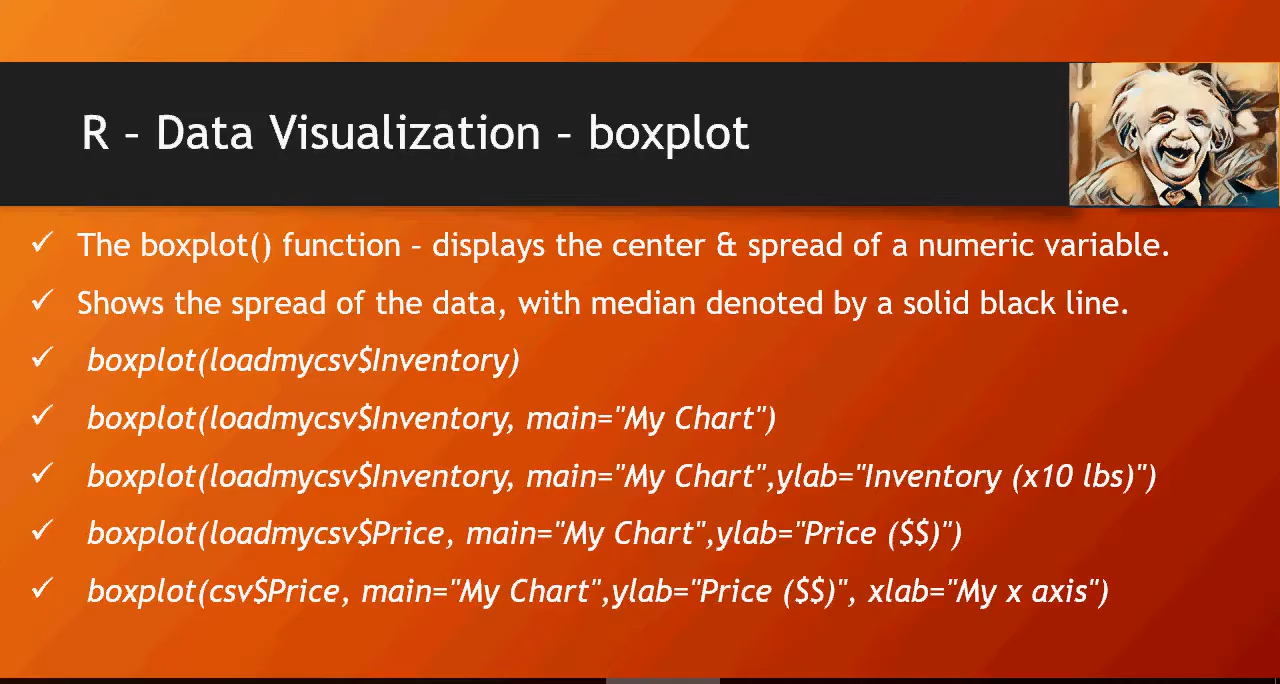 R – Data Visualization – boxplot
✓ The boxplot() function – displays the center & spread of a numeric variable.
✓ Shows the spread of the data, with median denoted by a solid black line.
✓ boxplot(loadmycsv$Inventory)
✓ boxplot(loadmycsv$Inventory, main="My Chart")
✓ boxplot(loadmycsv$Inventory, main="My Chart",ylab="Inventory (x10 lbs)")
✓ boxplot(loadmycsv$Price, main="My Chart",ylab="Price ($$)")
✓ boxplot(csv$Price, main="My Chart",ylab="Price ($$)", xlab="My x axis")